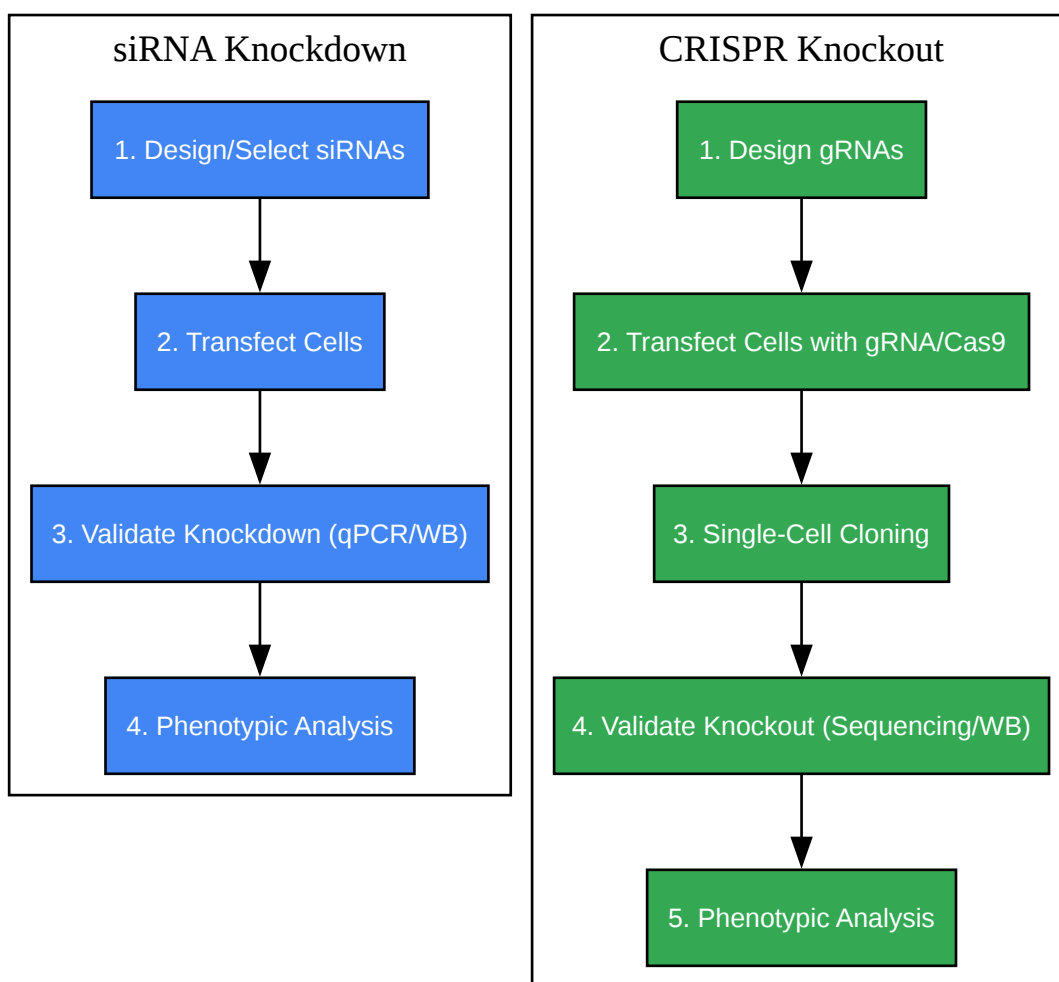 siRNA Knockdown
1. Design/Select siRNAs
2. Transfect Cells
3. Validate Knockdown (qPCR/WB)
4. Phenotypic Analysis
CRISPR Knockout
1. Design gRNAs
2. Transfect Cells with gRNA/Cas9
3. Single-Cell Cloning
4. Validate Knockout (Sequencing/WB)
5. Phenotypic Analysis